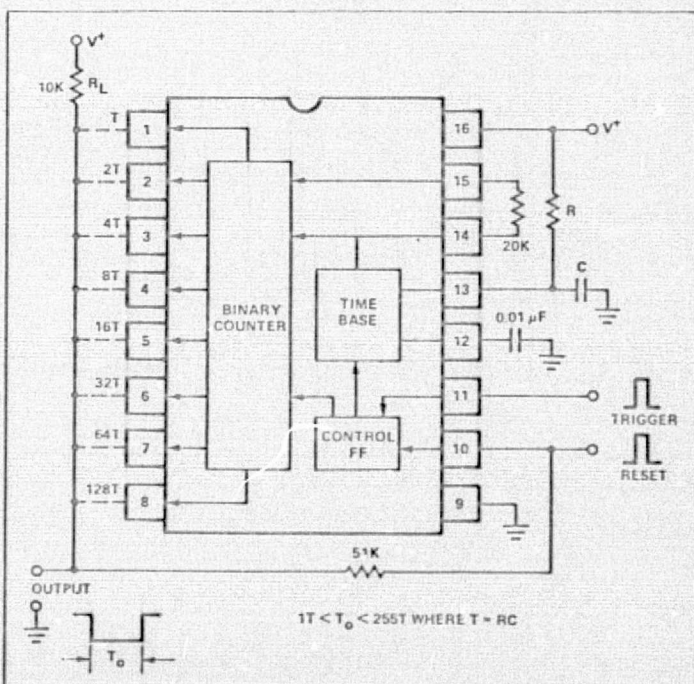 V+
10K
RL
T
1
16
V+
2T
2
15
R
4T
3
14
20K
8T
4
13
C
BINARY
COUNTER
TIME
BASE
0.01 µF
16T
5
12
32T
6
11
TRIGGER
64T
7
CONTROL
FF
10
RESET
128T
8
9
51K
OUTPUT
1T < To < 255T WHERE T = RC
To